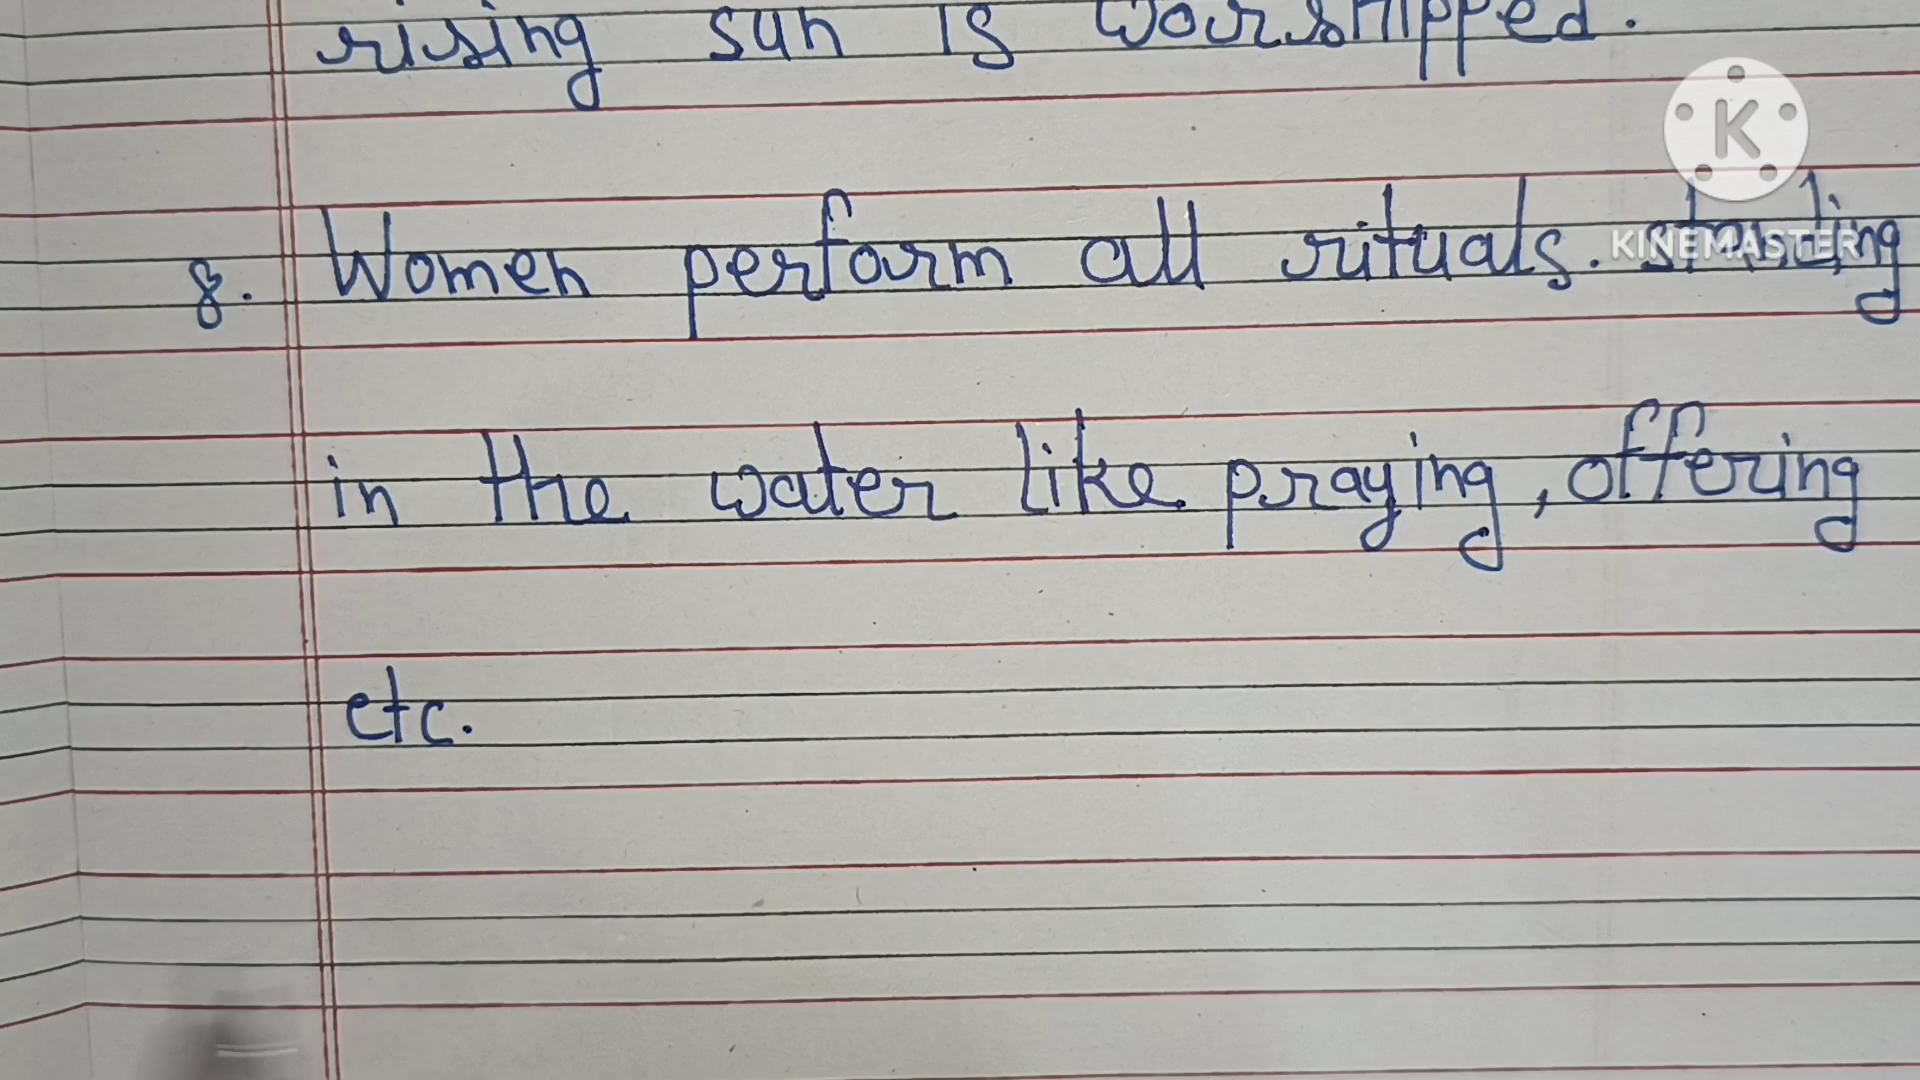 rising sun is worshipped.
K
8. Women perform all rituals. standing
KINEMASTER
in the water like praying, offering
etc.